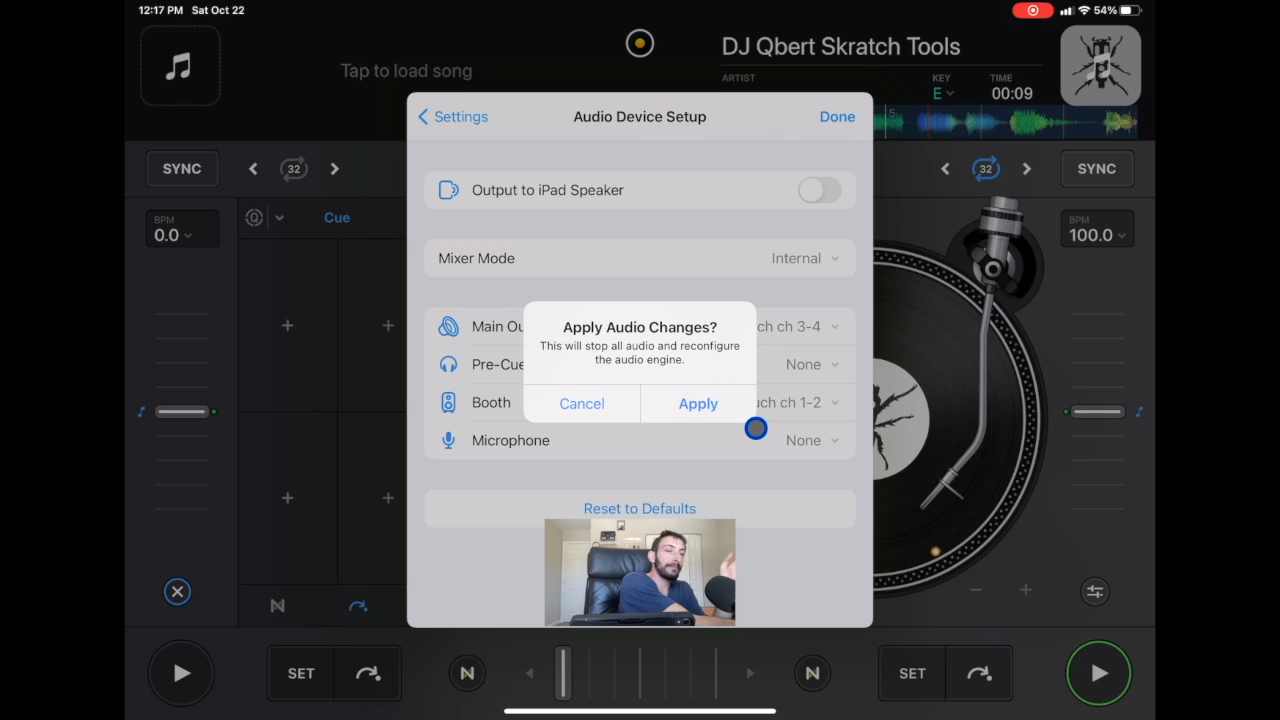 12:17 PM Sat Oct 22
54%
Tap to load song
DJ Qbert Skratch Tools
ARTIST
KEY
TIME
E
00:09
5
Settings
Audio Device Setup
Done
SYNC
32
32
SYNC
Output to iPad Speaker
BPM
0.0
Cue
BPM
100.0
Mixer Mode
Internal
Main Ou
ch ch 3-4
Apply Audio Changes?
This will stop all audio and reconfigure
the audio engine.
Cancel
Apply
Pre-Cue
None
Booth
uch ch 1-2
Microphone
None
Reset to Defaults
N
SET
N
N
SET